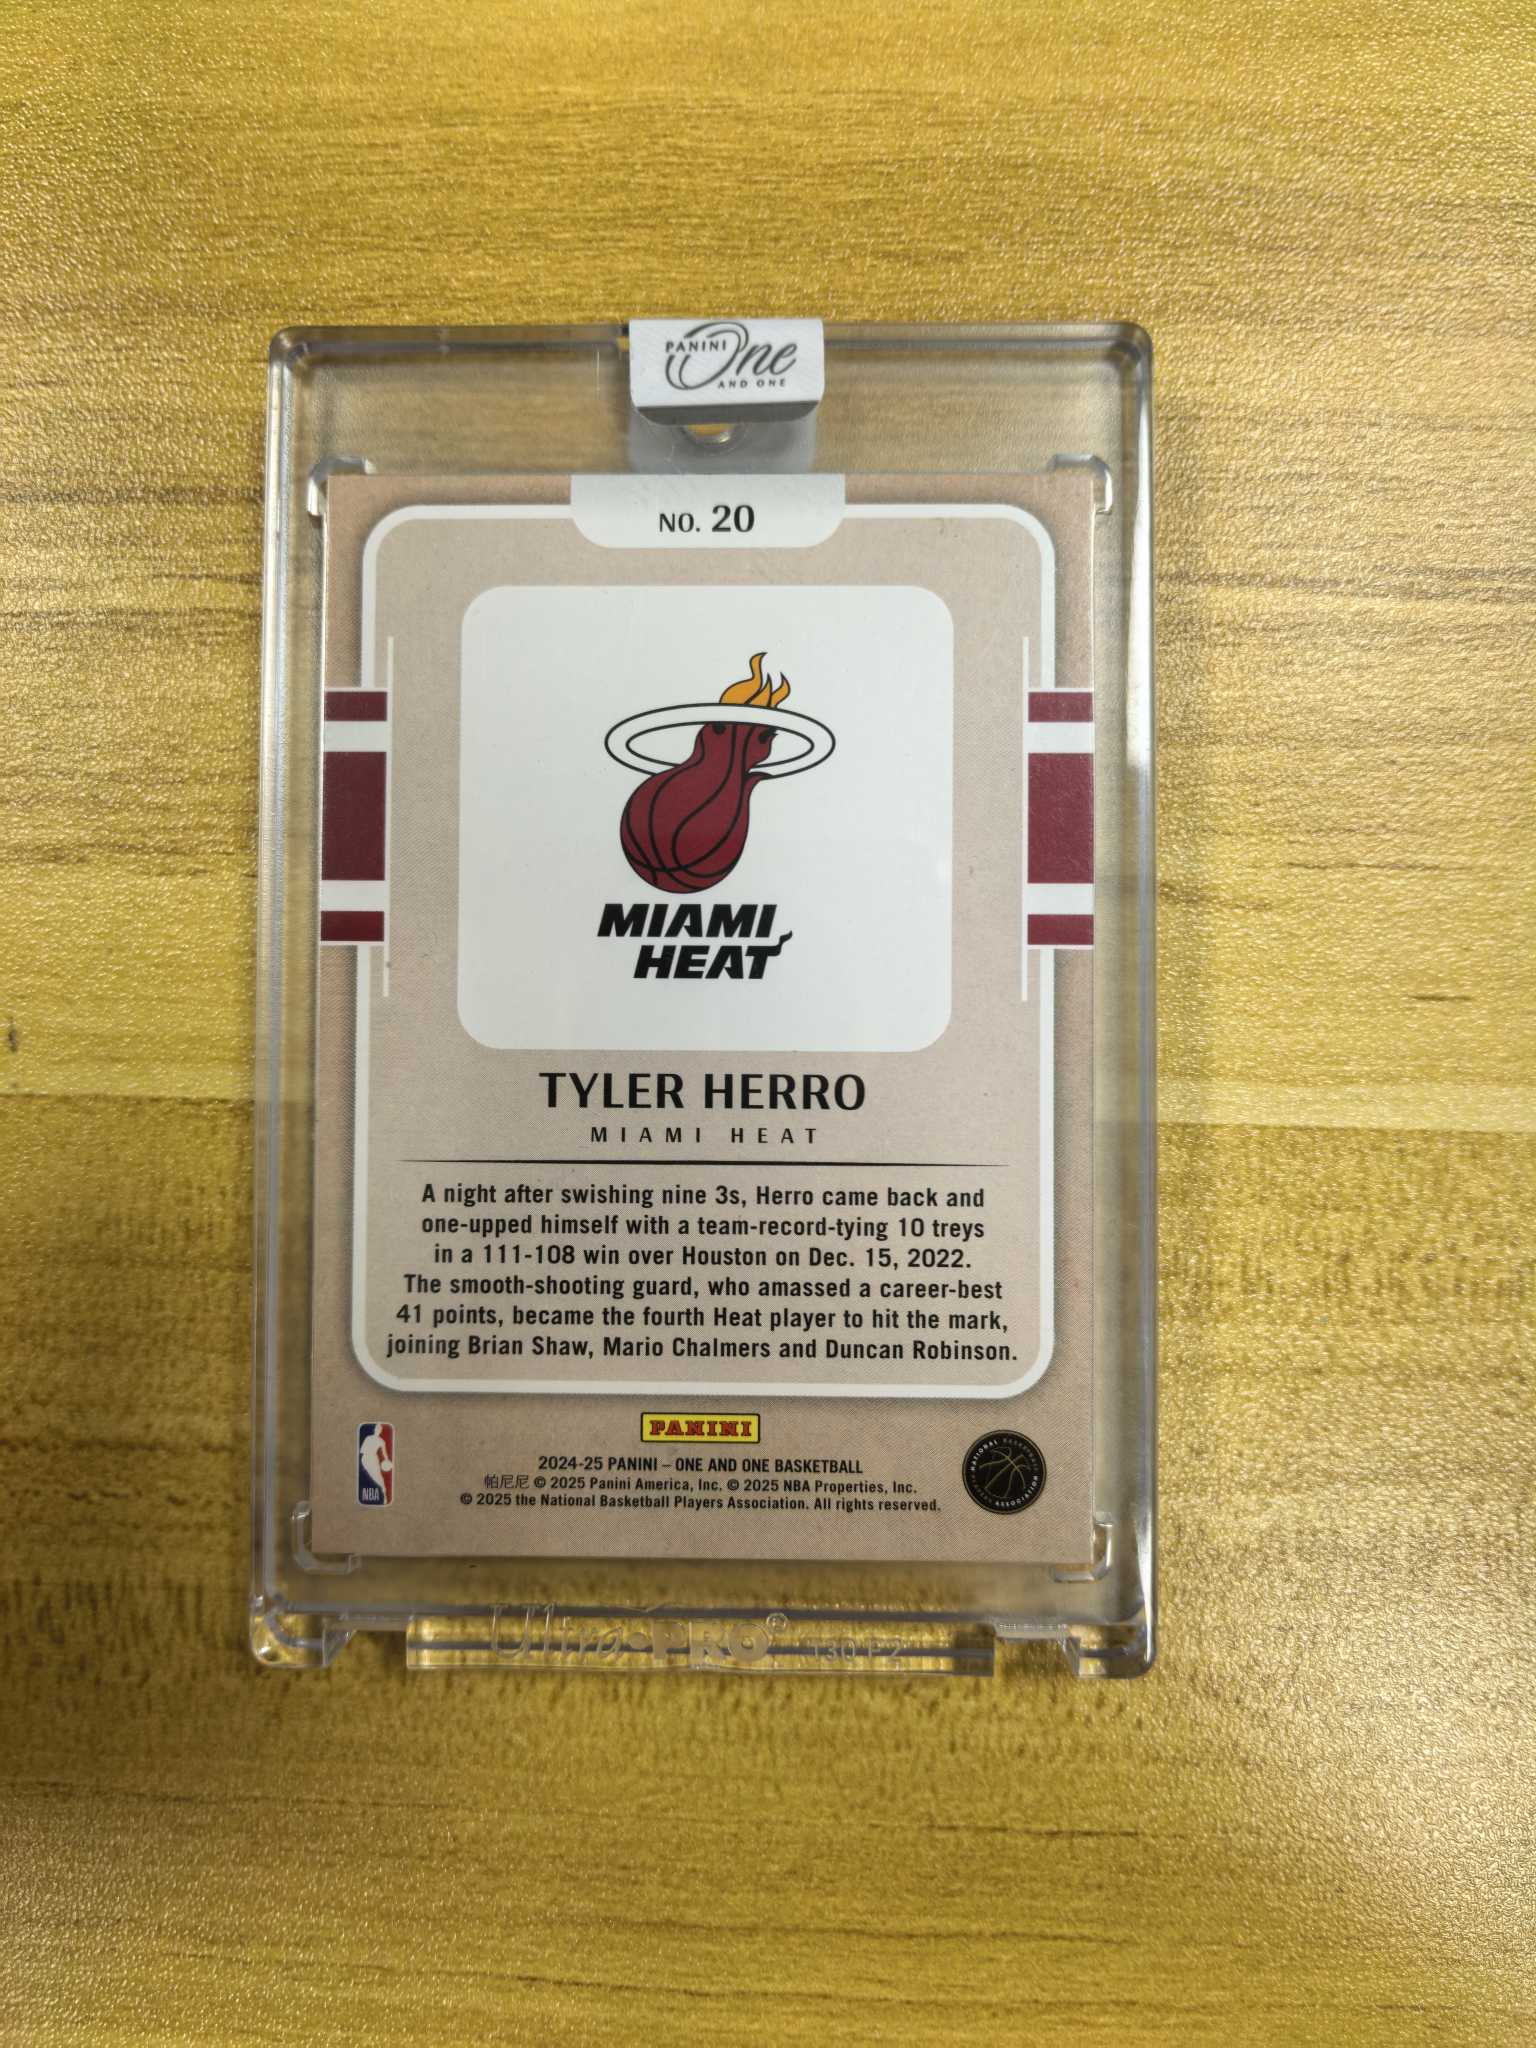 PANINI One
AND ONE
NO. 20
MIAMI
HEAT
TYLER HERRO
MIAMI HEAT
A night after swishing nine 3s, Herro came back and
one-upped himself with a team-record-tying 10 treys
in a 111-108 win over Houston on Dec. 15, 2022.
The smooth-shooting guard, who amassed a career-best
41 points, became the fourth Heat player to hit the mark,
joining Brian Shaw, Mario Chalmers and Duncan Robinson.
PANINI
NBA
NATIONAL BASKETBALL
PLAYERS ASSOCIATION
2024-25 PANINI – ONE AND ONE BASKETBALL
帕尼尼 © 2025 Panini America, Inc. © 2025 NBA Properties, Inc.
© 2025 the National Basketball Players Association. All rights reserved.
Ultra•PRO®